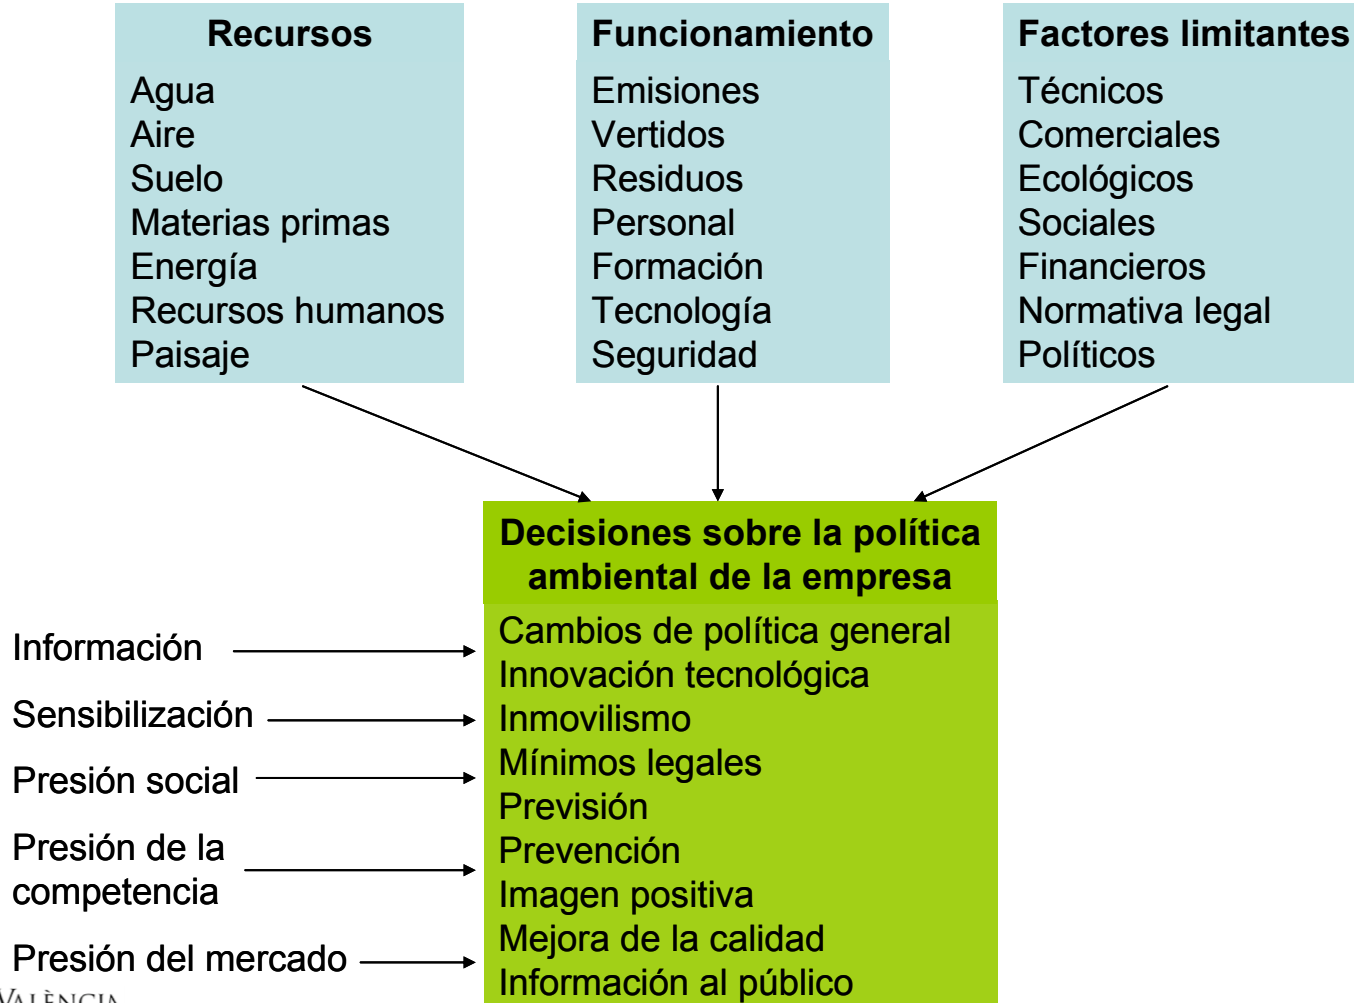 Recursos
Agua
Aire
Suelo
Materias primas
Energía
Recursos humanos
Paisaje
Funcionamiento
Emisiones
Vertidos
Residuos
Personal
Formación
Tecnología
Seguridad
Factores limitantes
Técnicos
Comerciales
Ecológicos
Sociales
Financieros
Normativa legal
Políticos
Decisiones sobre la política
ambiental de la empresa
Cambios de política general
Innovación tecnológica
Inmovilismo
Mínimos legales
Previsión
Prevención
Imagen positiva
Mejora de la calidad
Información al público
Información
Sensibilización
Presión social
Presión de la
competencia
Presión del mercado
VALÈNCIA